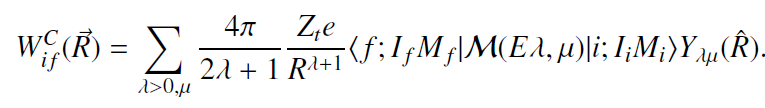 W_{if}^{C}(\vec{R}) = \sum_{\lambda>0,\mu} \frac{4\pi}{2\lambda+1} \frac{Z_t e}{R^{\lambda+1}} \langle f; I_f M_f | \mathcal{M}(E\lambda, \mu) | i; I_i M_i \rangle Y_{\lambda\mu}(\hat{R}).